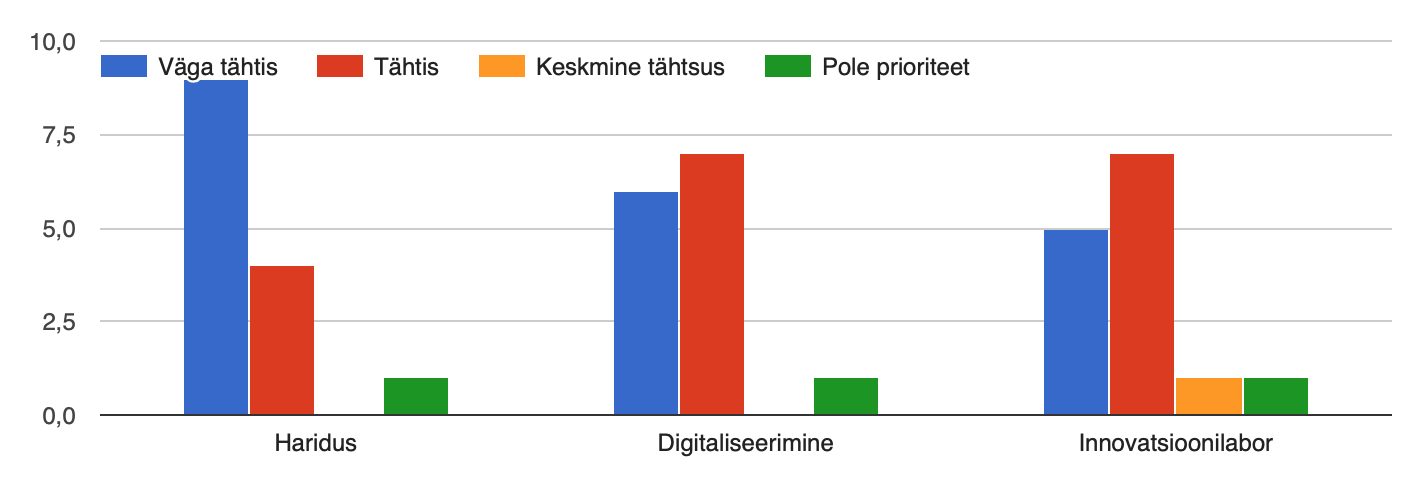 10,0
Väga tähtis Tähtis Keskmine tähtsus Pole prioriteet
7,5
5,0
2,5
0,0
Haridus Digitaliseerimine Innovatsioonilabor